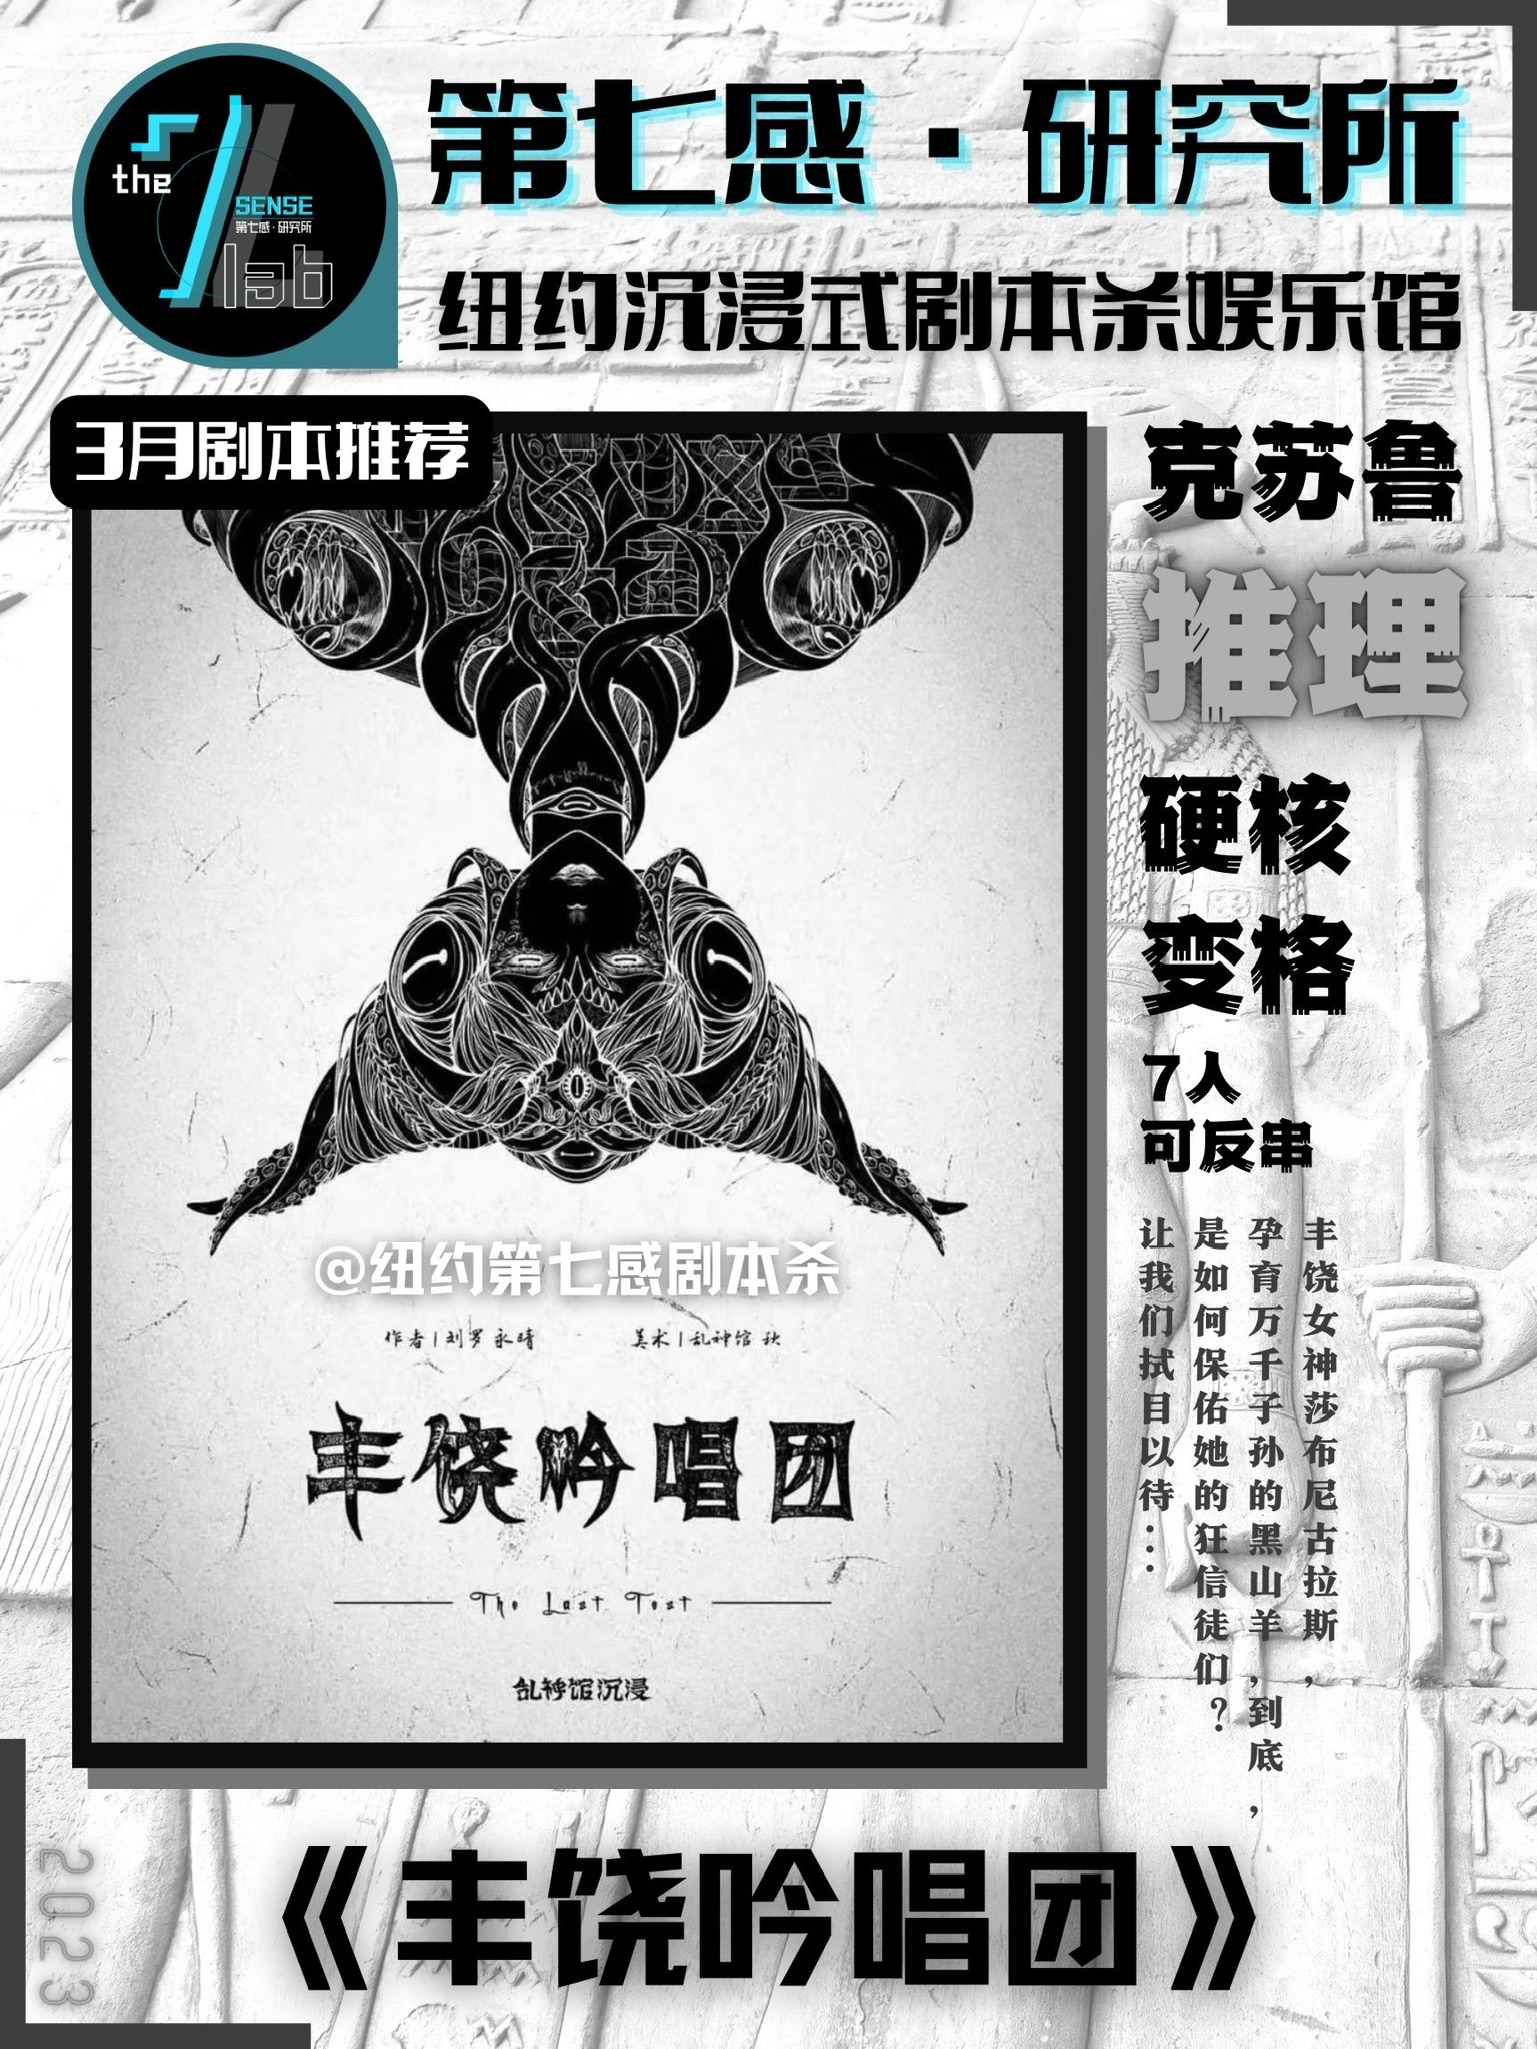 the
7
SENSE
第七感·研究所
lab
第七感·研究所
纽约沉浸式剧本杀娱乐馆
3月剧本推荐
克苏鲁
推理
硬核
变格
7人
可反串
丰饶女神莎布尼古拉斯，
孕育万千子孙的黑山羊，到底，
是如何保佑她的狂信徒们？
让我们拭目以待...
@纽约第七感剧本杀
作者|刘罗永晴
美术|乱神馆 秋
丰饶吟唱团
The Last Test
乱神馆沉浸
《丰饶吟唱团》
2023